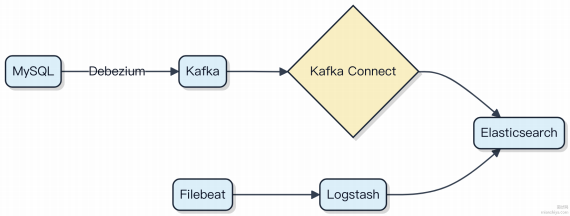 MySQL
Debezium
Kafka
Kafka Connect
Elasticsearch
Filebeat
Logstash